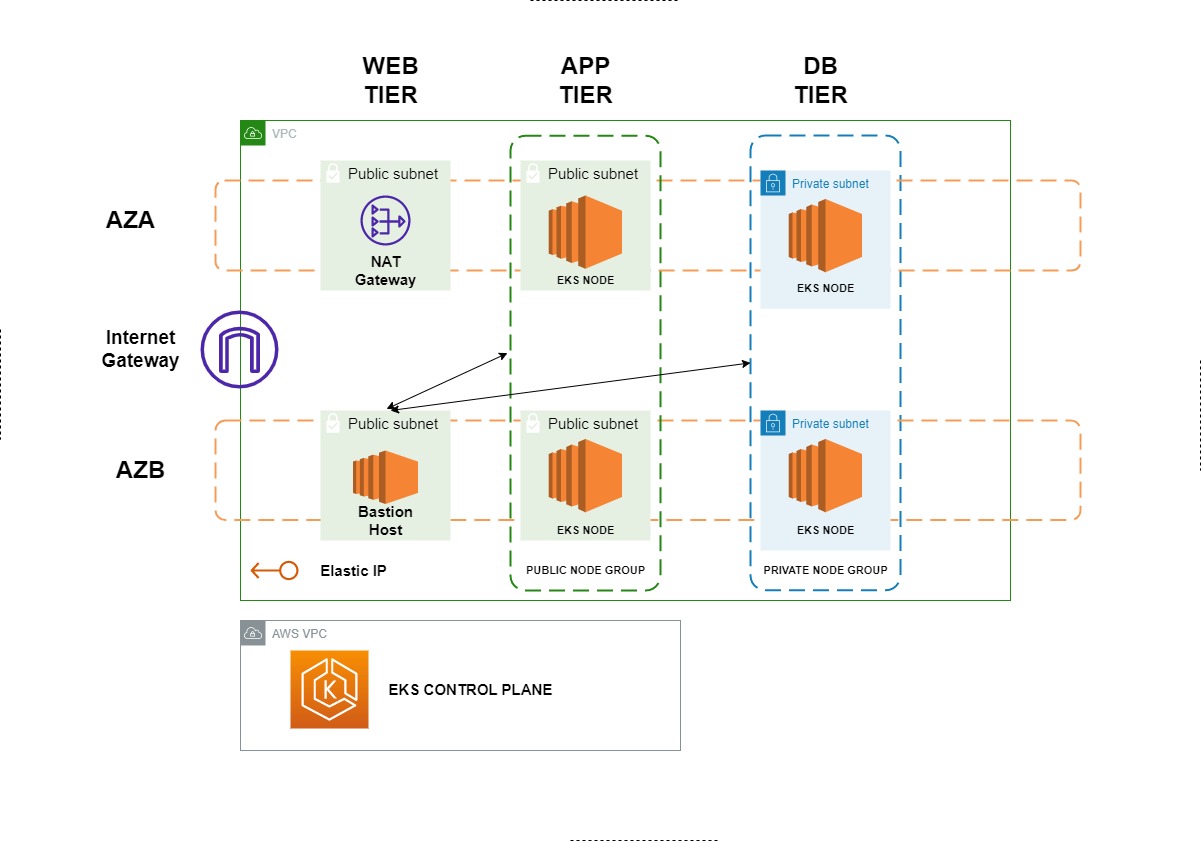 WEB
TIER
APP
TIER
DB
TIER
VPC
Public subnet
Public subnet
Private subnet
AZA
NAT
Gateway
EKS NODE
EKS NODE
Internet
Gateway
Public subnet
Public subnet
Private subnet
AZB
Bastion
Host
EKS NODE
EKS NODE
Elastic IP
PUBLIC NODE GROUP
PRIVATE NODE GROUP
AWS VPC
K
EKS CONTROL PLANE